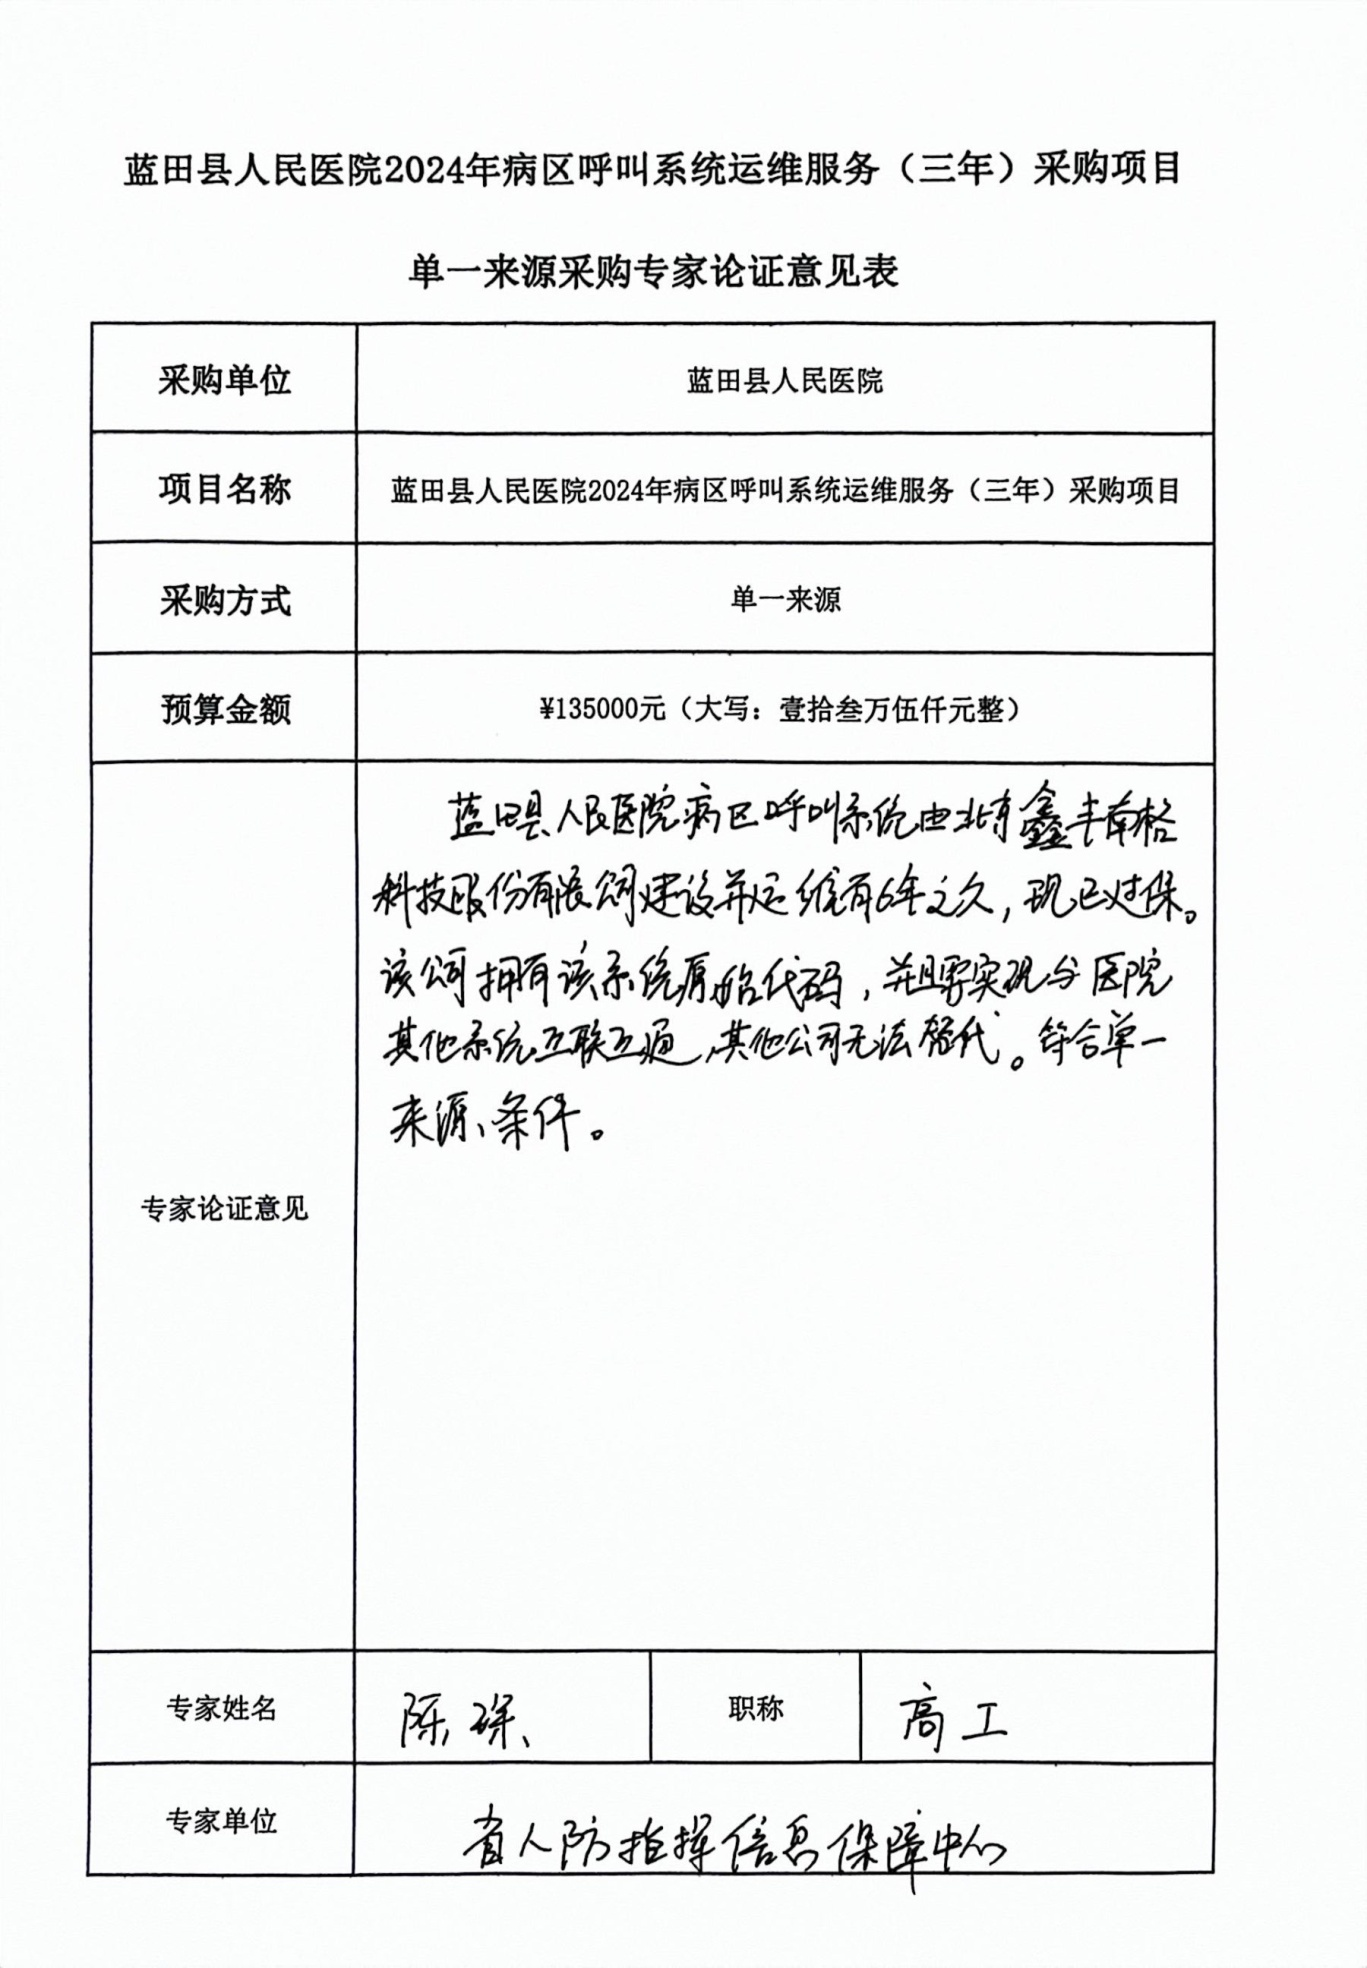 蓝田县人民医院2024年病区呼叫系统运维服务（三年）采购项目
单一来源采购专家论证意见表
采购单位
蓝田县人民医院
项目名称
蓝田县人民医院2024年病区呼叫系统运维服务（三年）采购项目
采购方式
单一来源
预算金额
¥135000元（大写：壹拾叁万伍仟元整）
专家论证意见
蓝田县人民医院病区呼叫系统由北京鑫丰南格
科技股份有限公司建设并运维有6年之久，现已过保。
该公司拥有该系统原始代码，并且要实现与医院
其他系统互联互通，其他公司无法替代。符合单一
来源条件。
专家姓名
陈琛
职称
高工
专家单位
省人防指挥信息保障中心